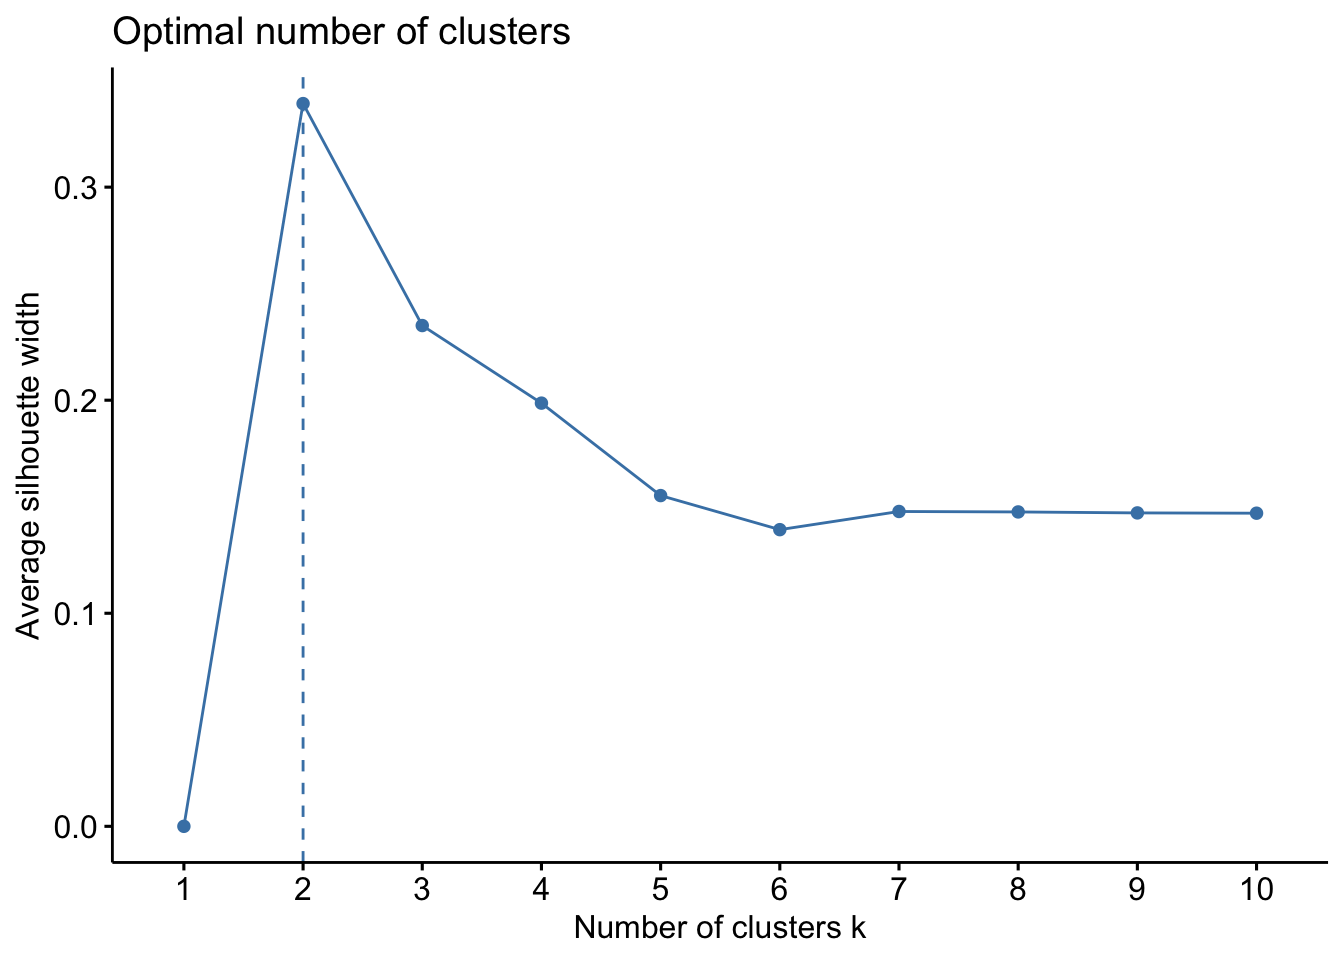 Optimal number of clusters
Average silhouette width
0.3
0.2
0.1
0.0
1 2 3 4 5 6 7 8 9 10
Number of clusters k